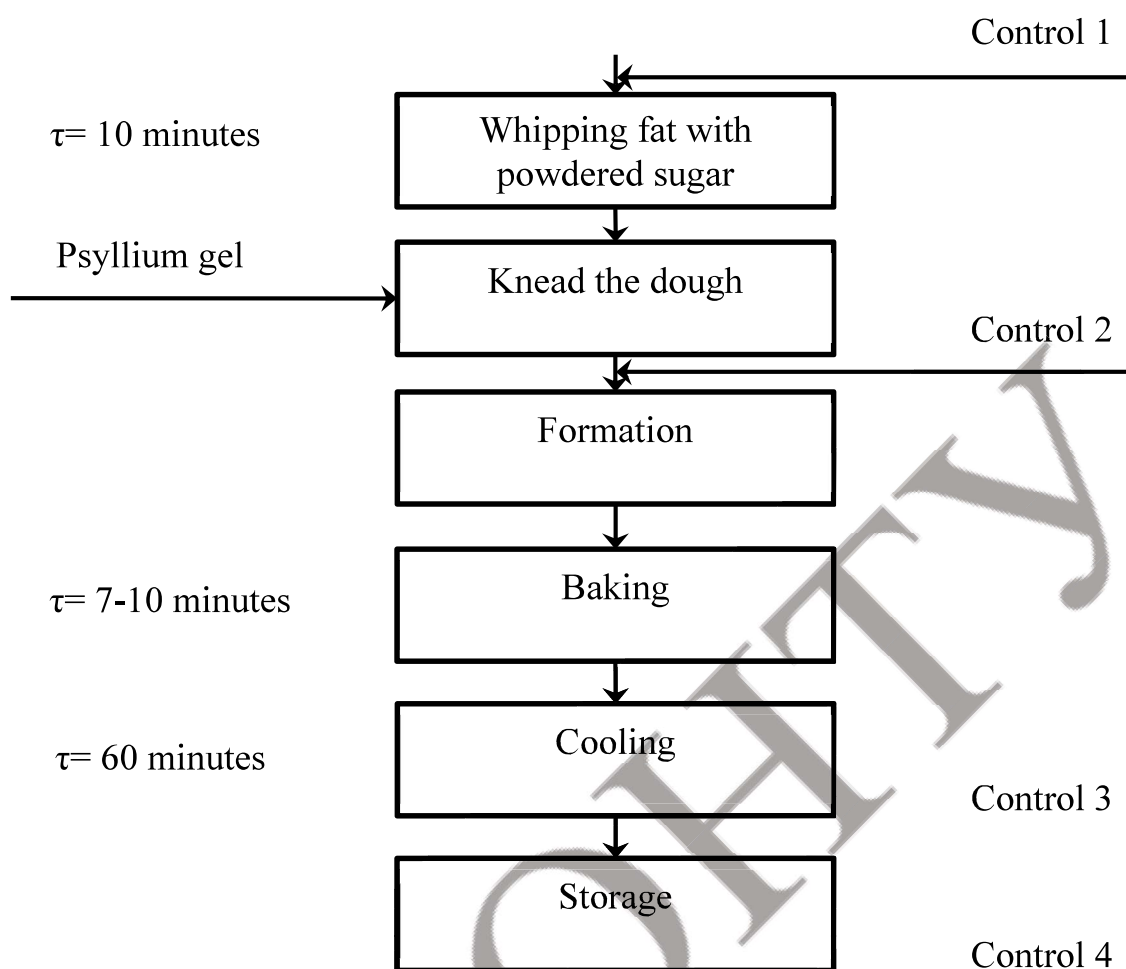 Control 1
τ= 10 minutes
Whipping fat with
powdered sugar
Psyllium gel
Knead the dough
Control 2
Formation
τ= 7-10 minutes
Baking
τ= 60 minutes
Cooling
Control 3
Storage
Control 4
ОНТУ